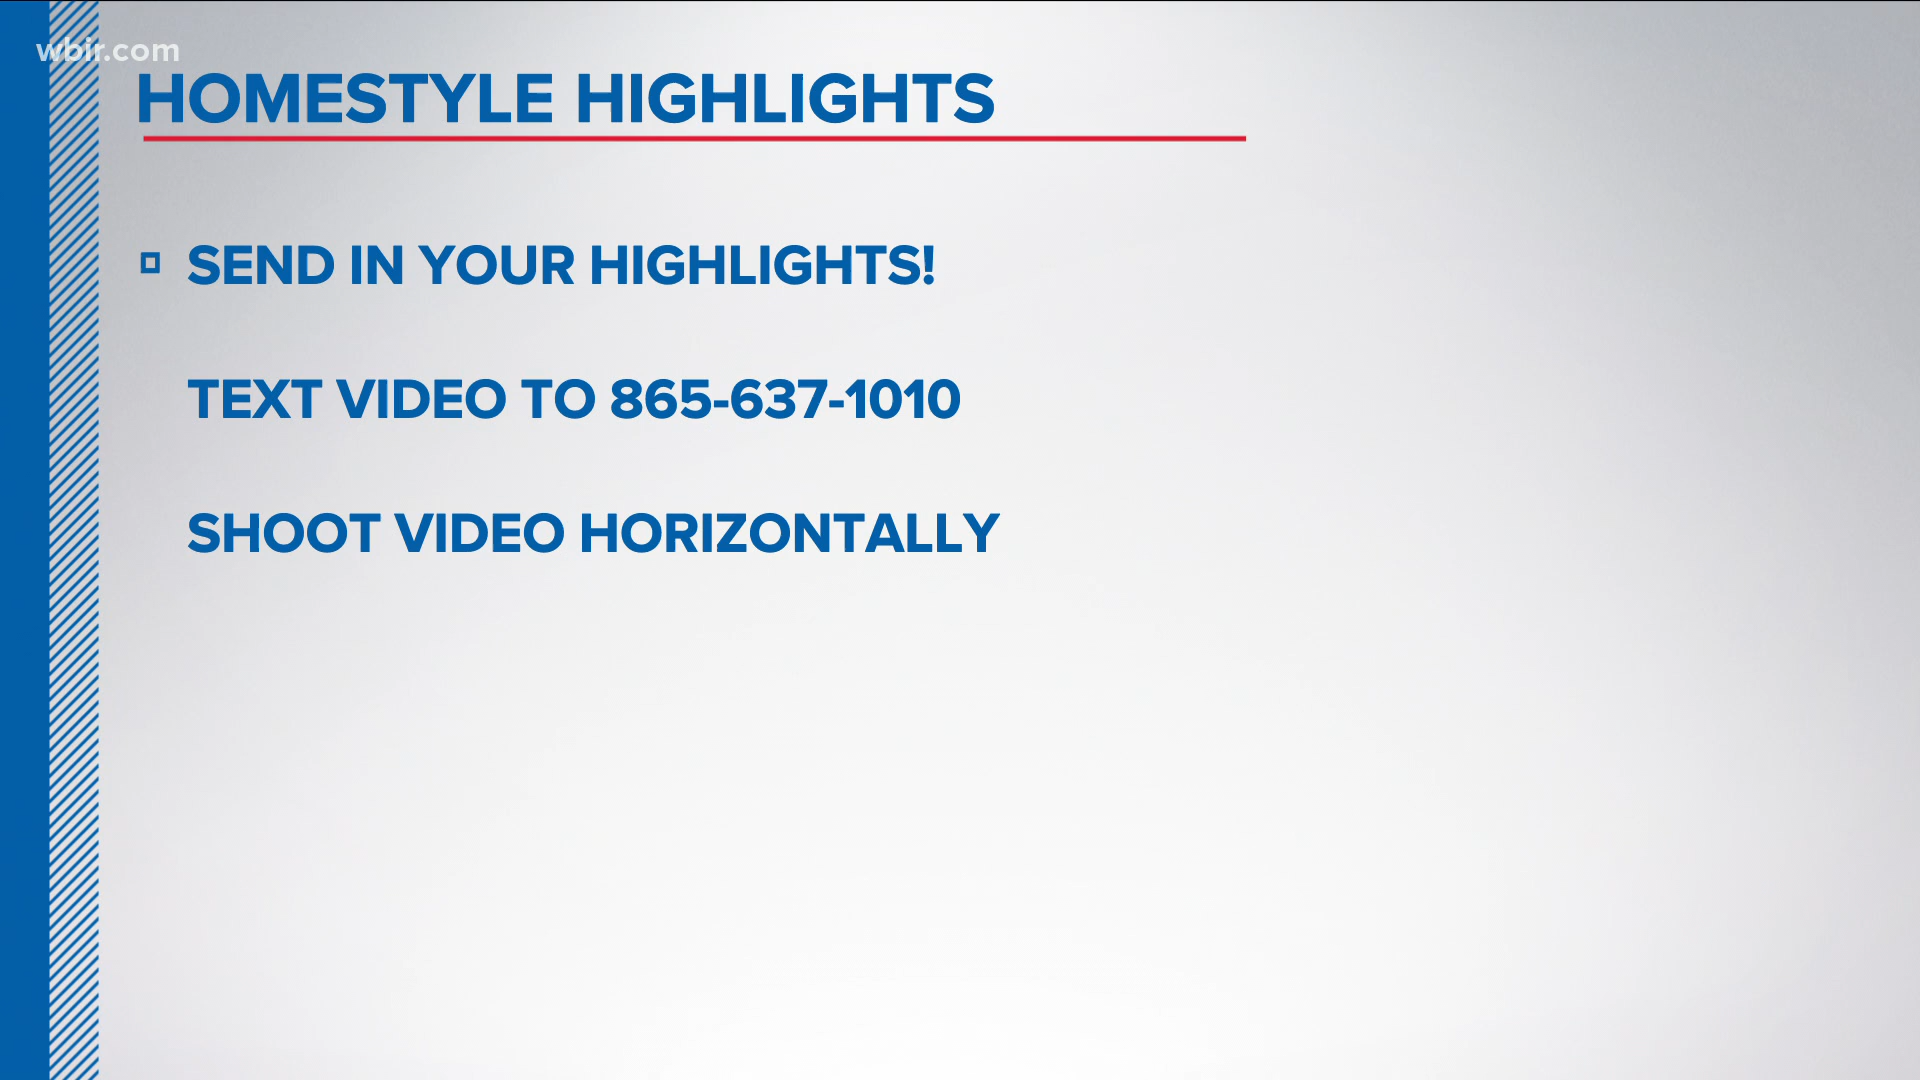 wbir.com
HOMESTYLE HIGHLIGHTS
SEND IN YOUR HIGHLIGHTS!
TEXT VIDEO TO 865-637-1010
SHOOT VIDEO HORIZONTALLY